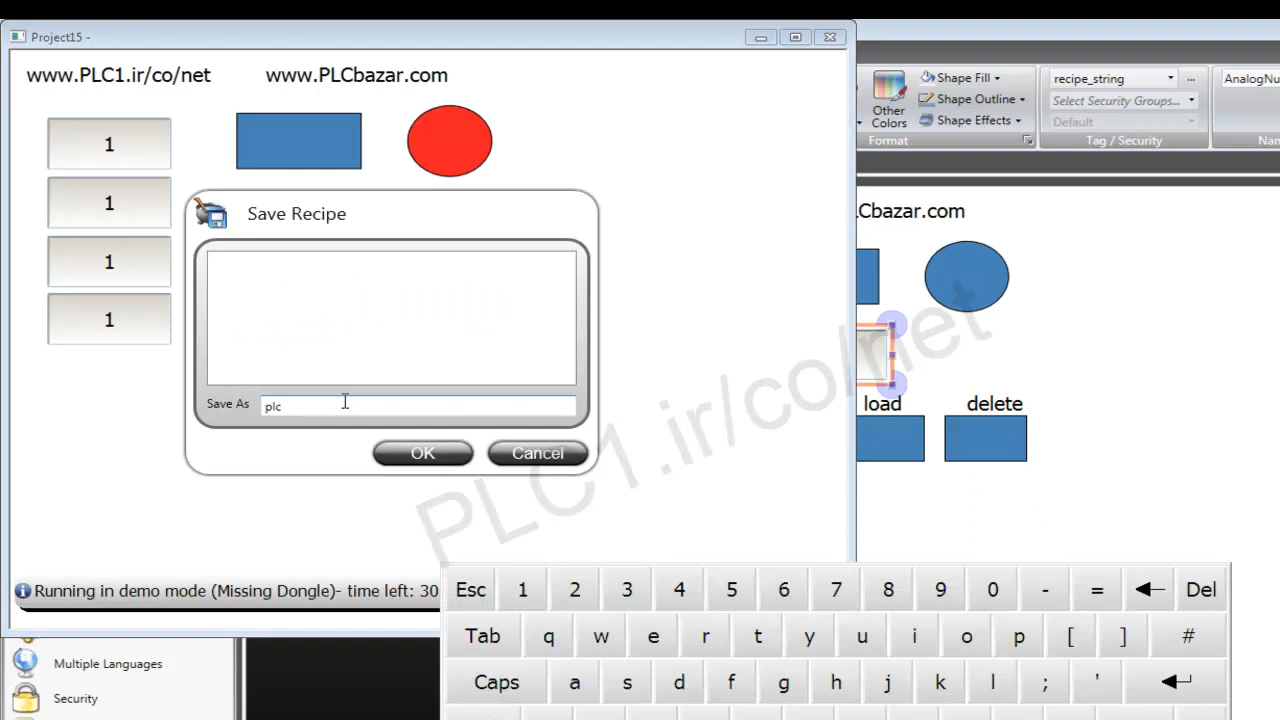 Project15 -
www.PLC1.ir/co/net www.PLCbazar.com
1
1
1
1
Save Recipe
Save As plc
OK Cancel
Running in demo mode (Missing Dongle)- time left: 30
Multiple Languages
Security
Other Colors
Shape Fill
Shape Outline
Shape Effects
Format
recipe_string ...
Select Security Groups...
Default
Tag / Security
AnalogNu
Nan
LCbazar.com
load delete
PLC1.ir/co/net
Esc 1 2 3 4 5 6 7 8 9 0 - = Del
Tab q w e r t y u i o p [ ] #
Caps a s d f g h j k l ; '